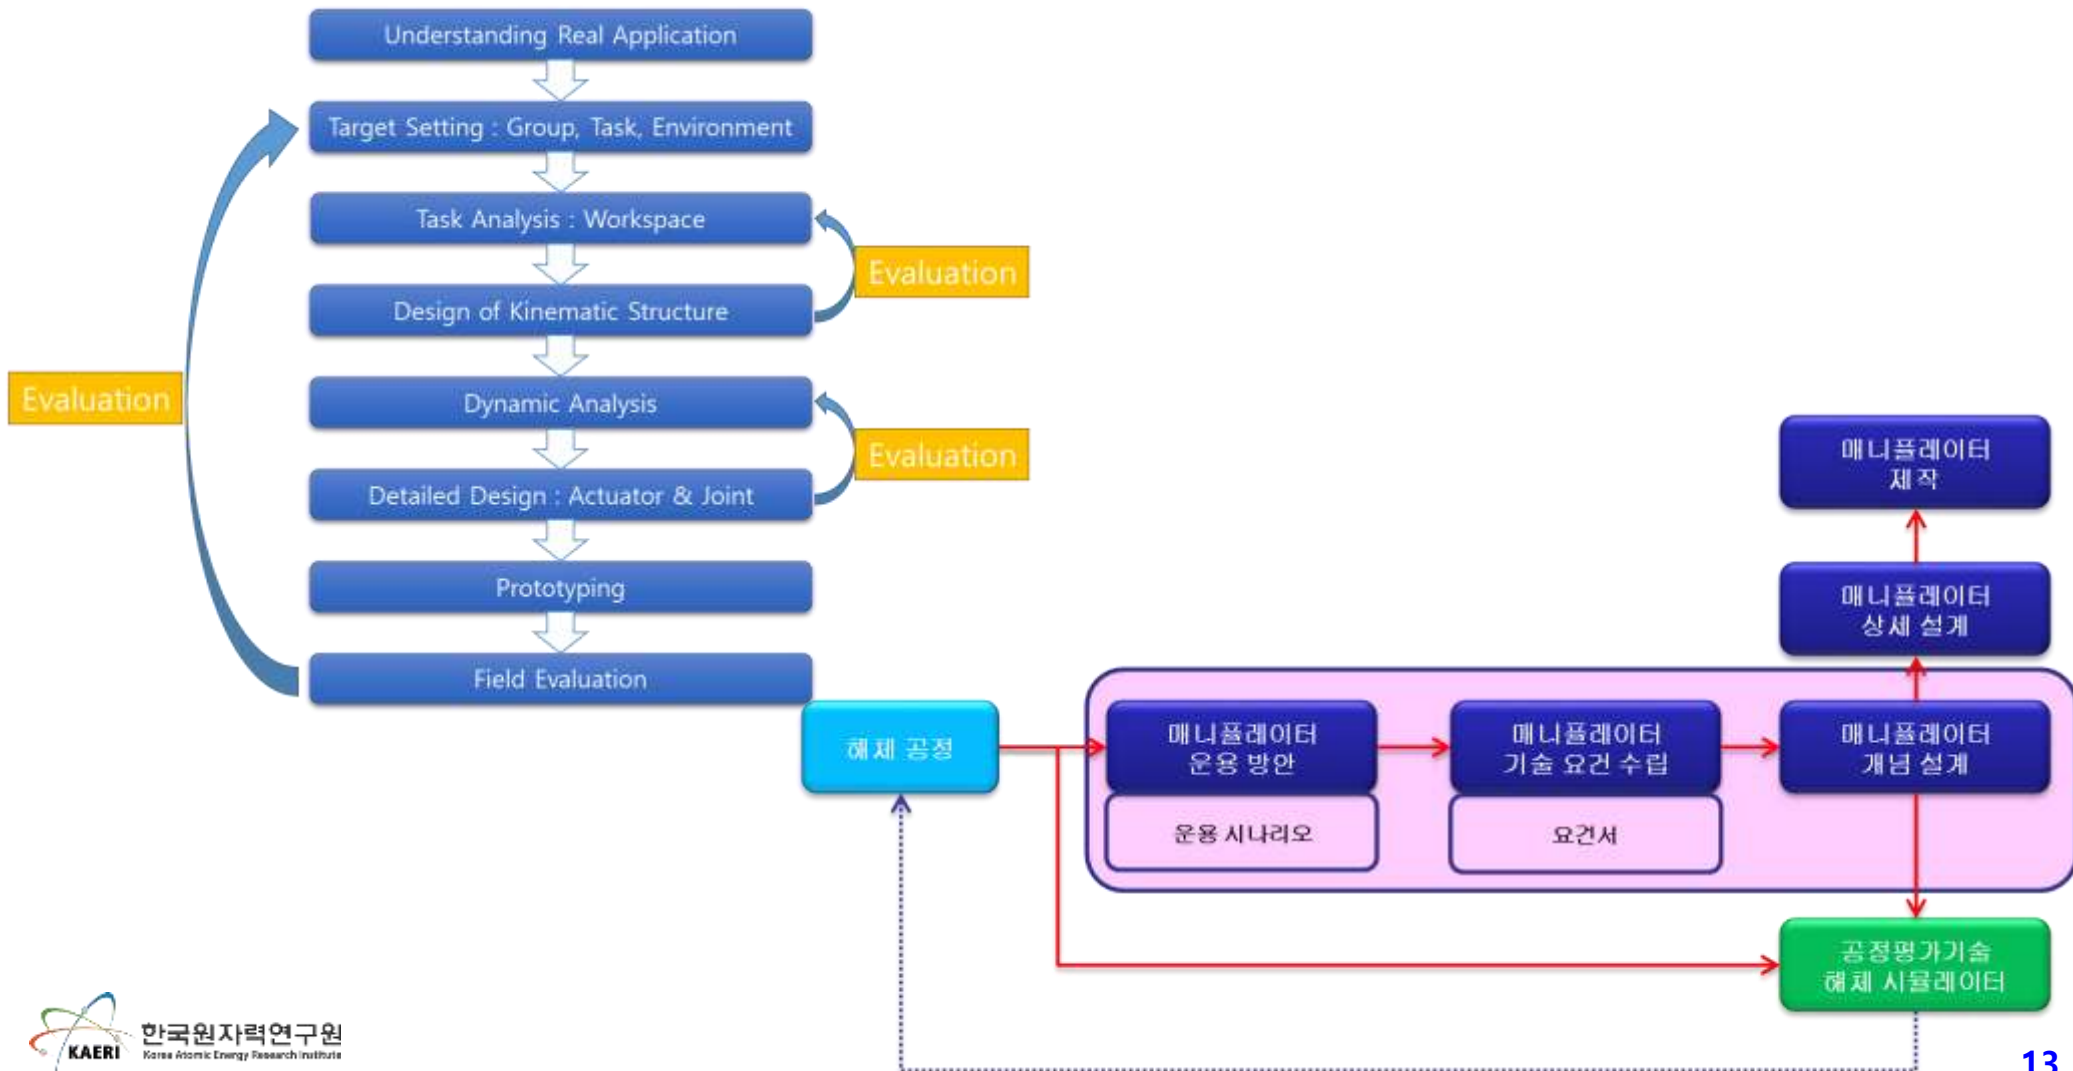 Understanding Real Application
Target Setting : Group, Task, Environment
Task Analysis : Workspace
Evaluation
Design of Kinematic Structure
Evaluation
Dynamic Analysis
Evaluation
Detailed Design : Actuator & Joint
Prototyping
Field Evaluation
매니퓰레이터
제작
매니퓰레이터
상세 설계
해체 공정
매니퓰레이터
운용 방안
운용 시나리오
매니퓰레이터
기술 요건 수립
요건서
매니퓰레이터
개념 설계
공정평가기술
해체 시뮬레이터
KAERI
한국원자력연구원
Korea Atomic Energy Research Institute
13